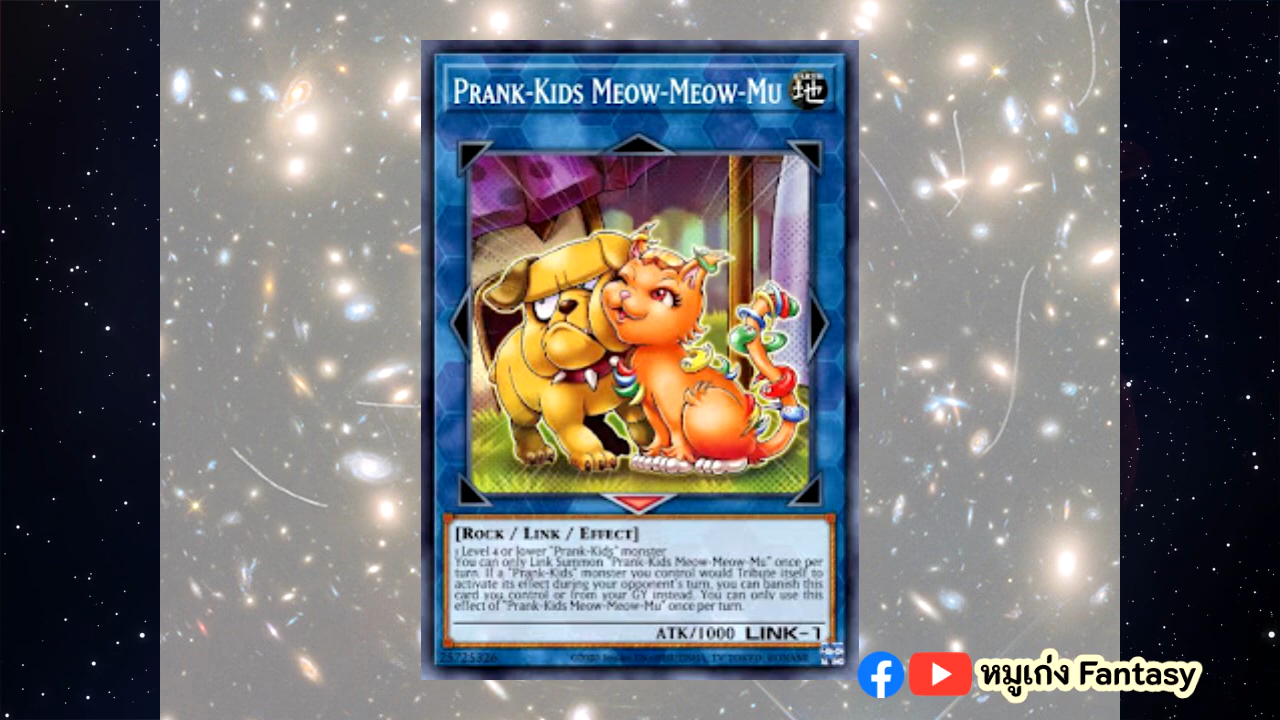 PRANK-KIDS MEOW-MEOW-MU
EARTH
地
[ROCK / LINK / EFFECT]
1 Level 4 or lower "Prank-Kids" monster
You can only Link Summon "Prank-Kids Meow-Meow-Mu" once per
turn. If a "Prank-Kids" monster you control would Tribute itself to
activate its effect during your opponent's turn, you can banish this
card you control or from your GY instead. You can only use this
effect of "Prank-Kids Meow-Meow-Mu" once per turn.
ATK/1000 LINK-1
25725326
หมูเก่ง Fantasy